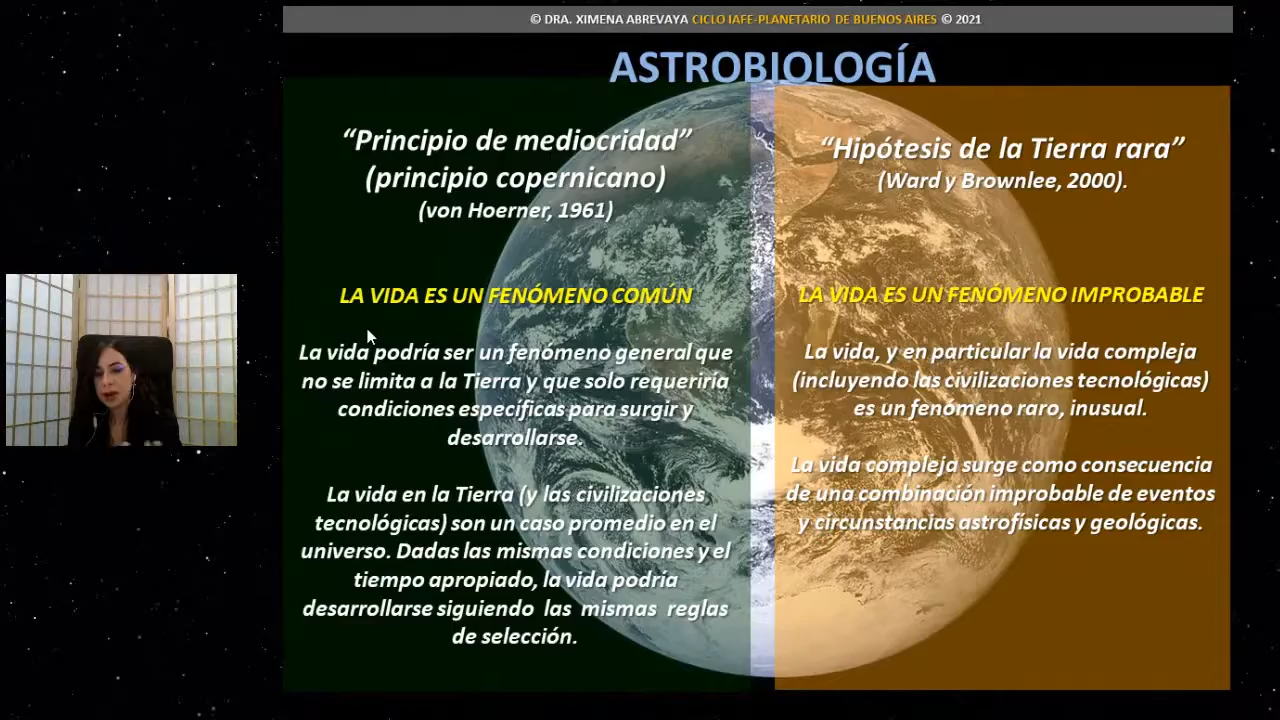 © DRA. XIMENA ABREVAYA CICLO IAFE-PLANETARIO DE BUENOS AIRES © 2021
ASTROBIOLOGÍA
“Principio de mediocridad”
(principio copernicano)
(von Hoerner, 1961)
LA VIDA ES UN FENÓMENO COMÚN
La vida podría ser un fenómeno general que
no se limita a la Tierra y que solo requeriría
condiciones específicas para surgir y
desarrollarse.
La vida en la Tierra (y las civilizaciones
tecnológicas) son un caso promedio en el
universo. Dadas las mismas condiciones y el
tiempo apropiado, la vida podría
desarrollarse siguiendo las mismas reglas
de selección.
“Hipótesis de la Tierra rara”
(Ward y Brownlee, 2000).
LA VIDA ES UN FENÓMENO IMPROBABLE
La vida, y en particular la vida compleja
(incluyendo las civilizaciones tecnológicas)
es un fenómeno raro, inusual.
La vida compleja surge como consecuencia
de una combinación improbable de eventos
y circunstancias astrofísicas y geológicas.